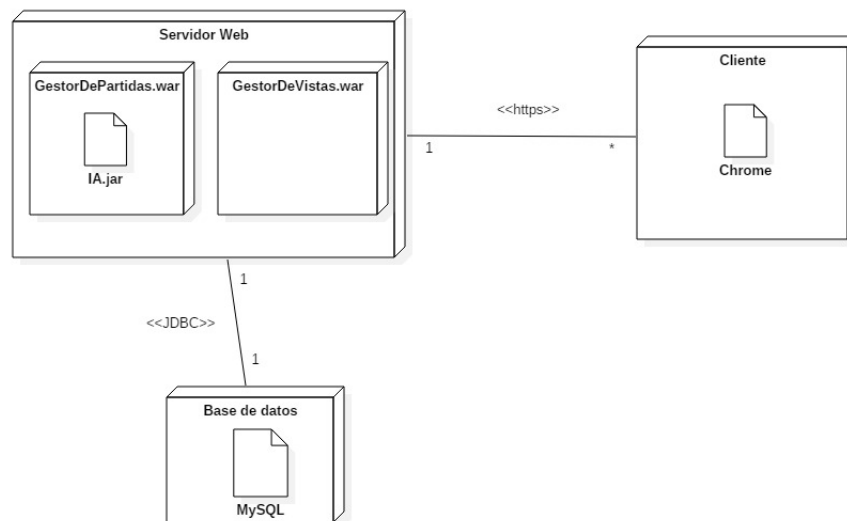 Servidor Web
GestorDePartidas.war
GestorDeVistas.war
IA.jar
<<https>>
1
*
Cliente
Chrome
1
<<JDBC>>
1
Base de datos
MySQL